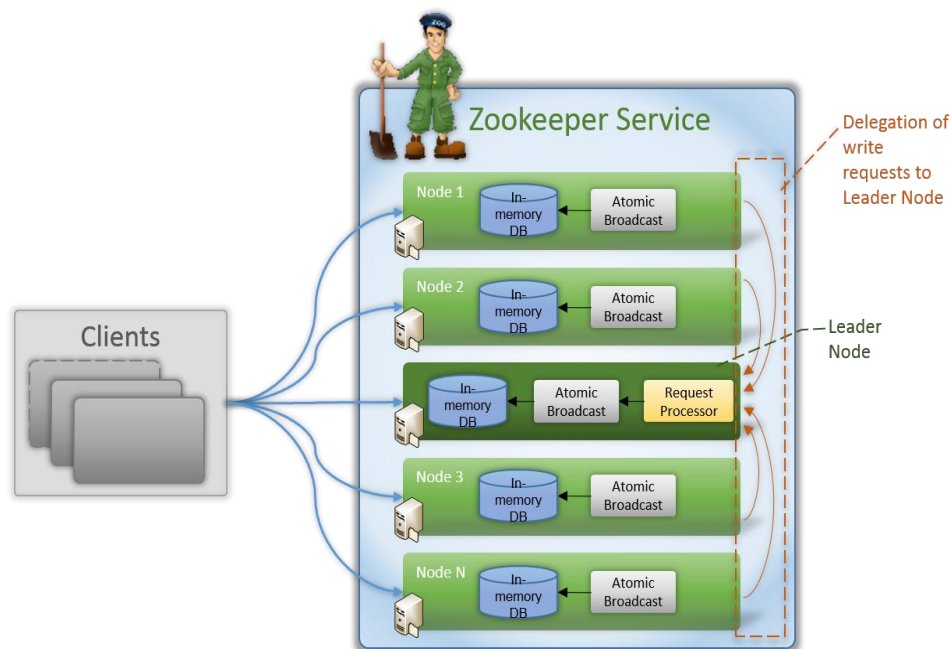 ZOO
Zookeeper Service
Delegation of
write
requests to
Leader Node
Node 1
In-
memory
DB
Atomic
Broadcast
Node 2
In-
memory
DB
Atomic
Broadcast
Clients
Leader
Node
In-
memory
DB
Atomic
Broadcast
Request
Processor
Node 3
In-
memory
DB
Atomic
Broadcast
Node N
In-
memory
DB
Atomic
Broadcast